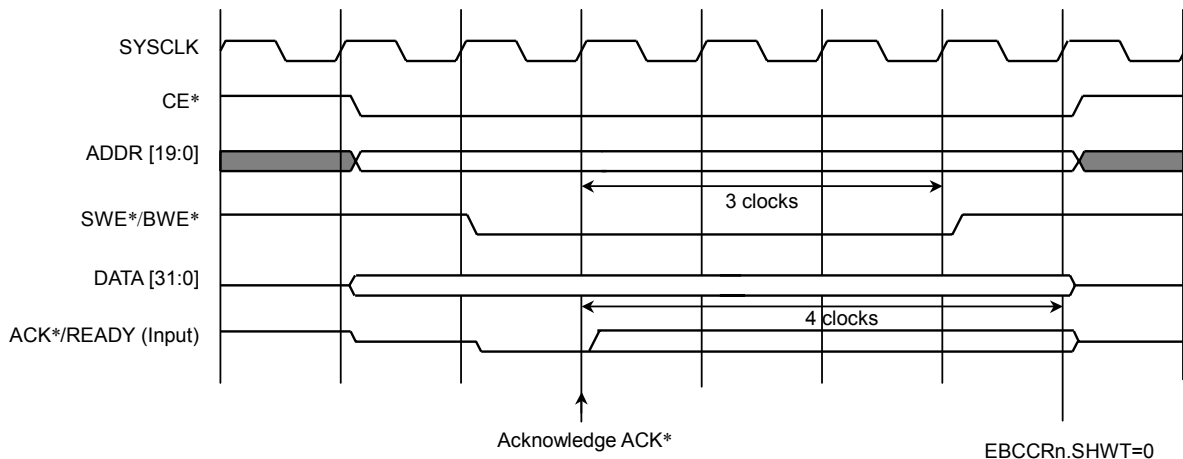 SYSCLK
CE*
ADDR [19:0]
3 clocks
SWE*/BWE*
DATA [31:0]
4 clocks
ACK*/READY (Input)
Acknowledge ACK*
EBCCRn.SHWT=0